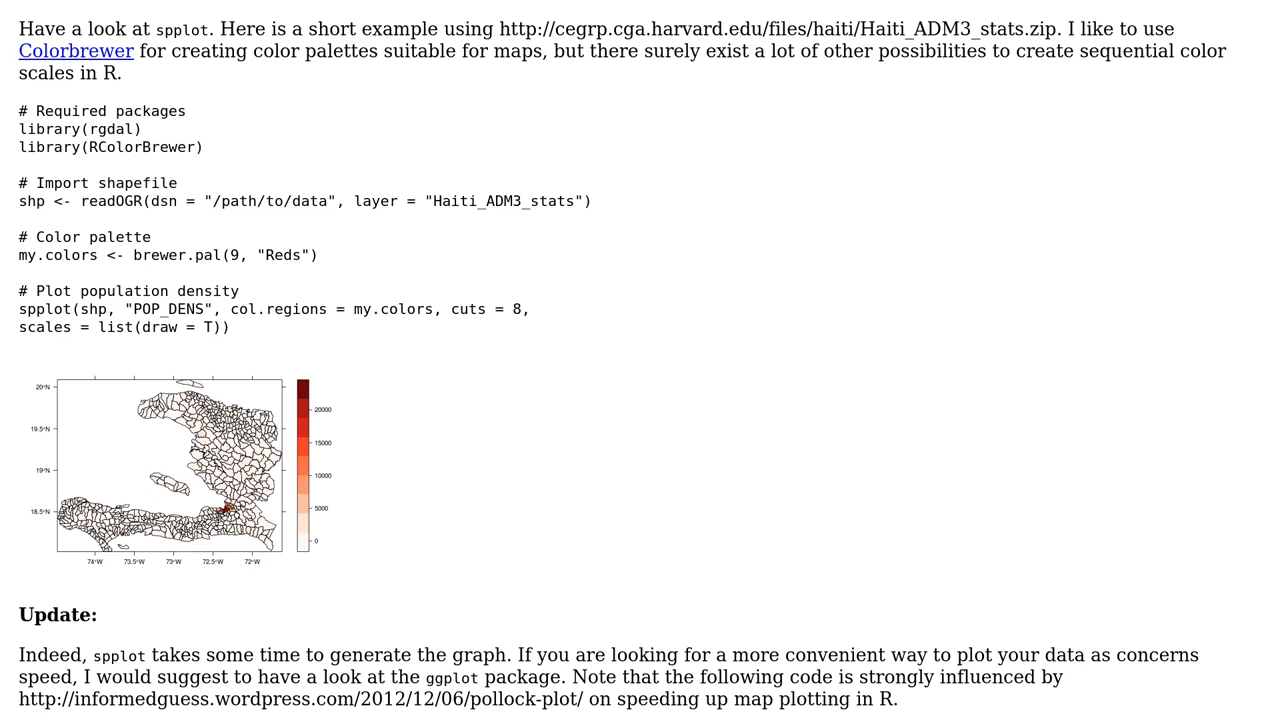 Have a look at spplot. Here is a short example using http://cegrp.cga.harvard.edu/files/haiti/Haiti_ADM3_stats.zip. I like to use
Colorbrewer for creating color palettes suitable for maps, but there surely exist a lot of other possibilities to create sequential color
scales in R.
# Required packages
library(rgdal)
library(RColorBrewer)
# Import shapefile
shp <- readOGR(dsn = "/path/to/data", layer = "Haiti_ADM3_stats")
# Color palette
my.colors <- brewer.pal(9, "Reds")
# Plot population density
spplot(shp, "POP_DENS", col.regions = my.colors, cuts = 8,
scales = list(draw = T))
20°N
19.5°N
19°N
18.5°N
74°W 73.5°W 73°W 72.5°W 72°W
20000
15000
10000
5000
0
Update:
Indeed, spplot takes some time to generate the graph. If you are looking for a more convenient way to plot your data as concerns
speed, I would suggest to have a look at the ggplot package. Note that the following code is strongly influenced by
http://informedguess.wordpress.com/2012/12/06/pollock-plot/ on speeding up map plotting in R.